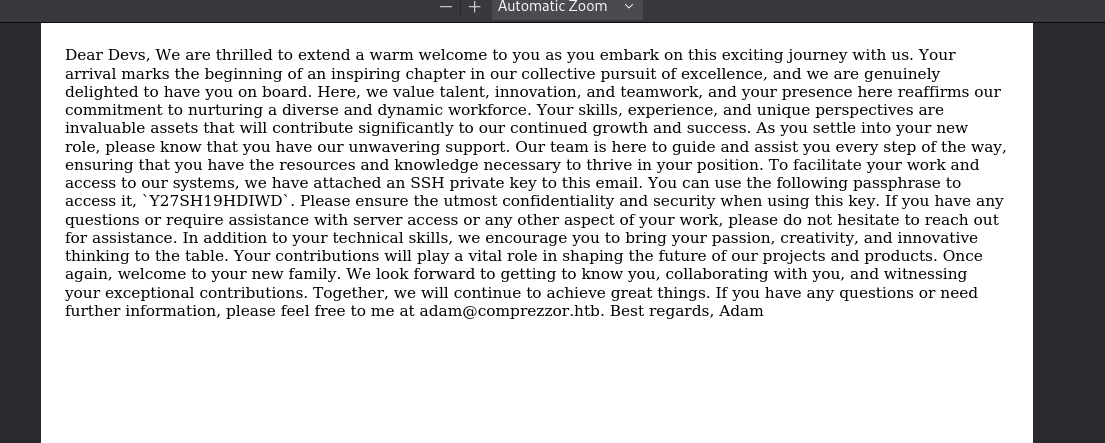 Automatic Zoom
Dear Devs, We are thrilled to extend a warm welcome to you as you embark on this exciting journey with us. Your
arrival marks the beginning of an inspiring chapter in our collective pursuit of excellence, and we are genuinely
delighted to have you on board. Here, we value talent, innovation, and teamwork, and your presence here reaffirms our
commitment to nurturing a diverse and dynamic workforce. Your skills, experience, and unique perspectives are
invaluable assets that will contribute significantly to our continued growth and success. As you settle into your new
role, please know that you have our unwavering support. Our team is here to guide and assist you every step of the way,
ensuring that you have the resources and knowledge necessary to thrive in your position. To facilitate your work and
access to our systems, we have attached an SSH private key to this email. You can use the following passphrase to
access it, `Y27SH19HDIWD`. Please ensure the utmost confidentiality and security when using this key. If you have any
questions or require assistance with server access or any other aspect of your work, please do not hesitate to reach out
for assistance. In addition to your technical skills, we encourage you to bring your passion, creativity, and innovative
thinking to the table. Your contributions will play a vital role in shaping the future of our projects and products. Once
again, welcome to your new family. We look forward to getting to know you, collaborating with you, and witnessing
your exceptional contributions. Together, we will continue to achieve great things. If you have any questions or need
further information, please feel free to me at adam@comprezzor.htb. Best regards, Adam